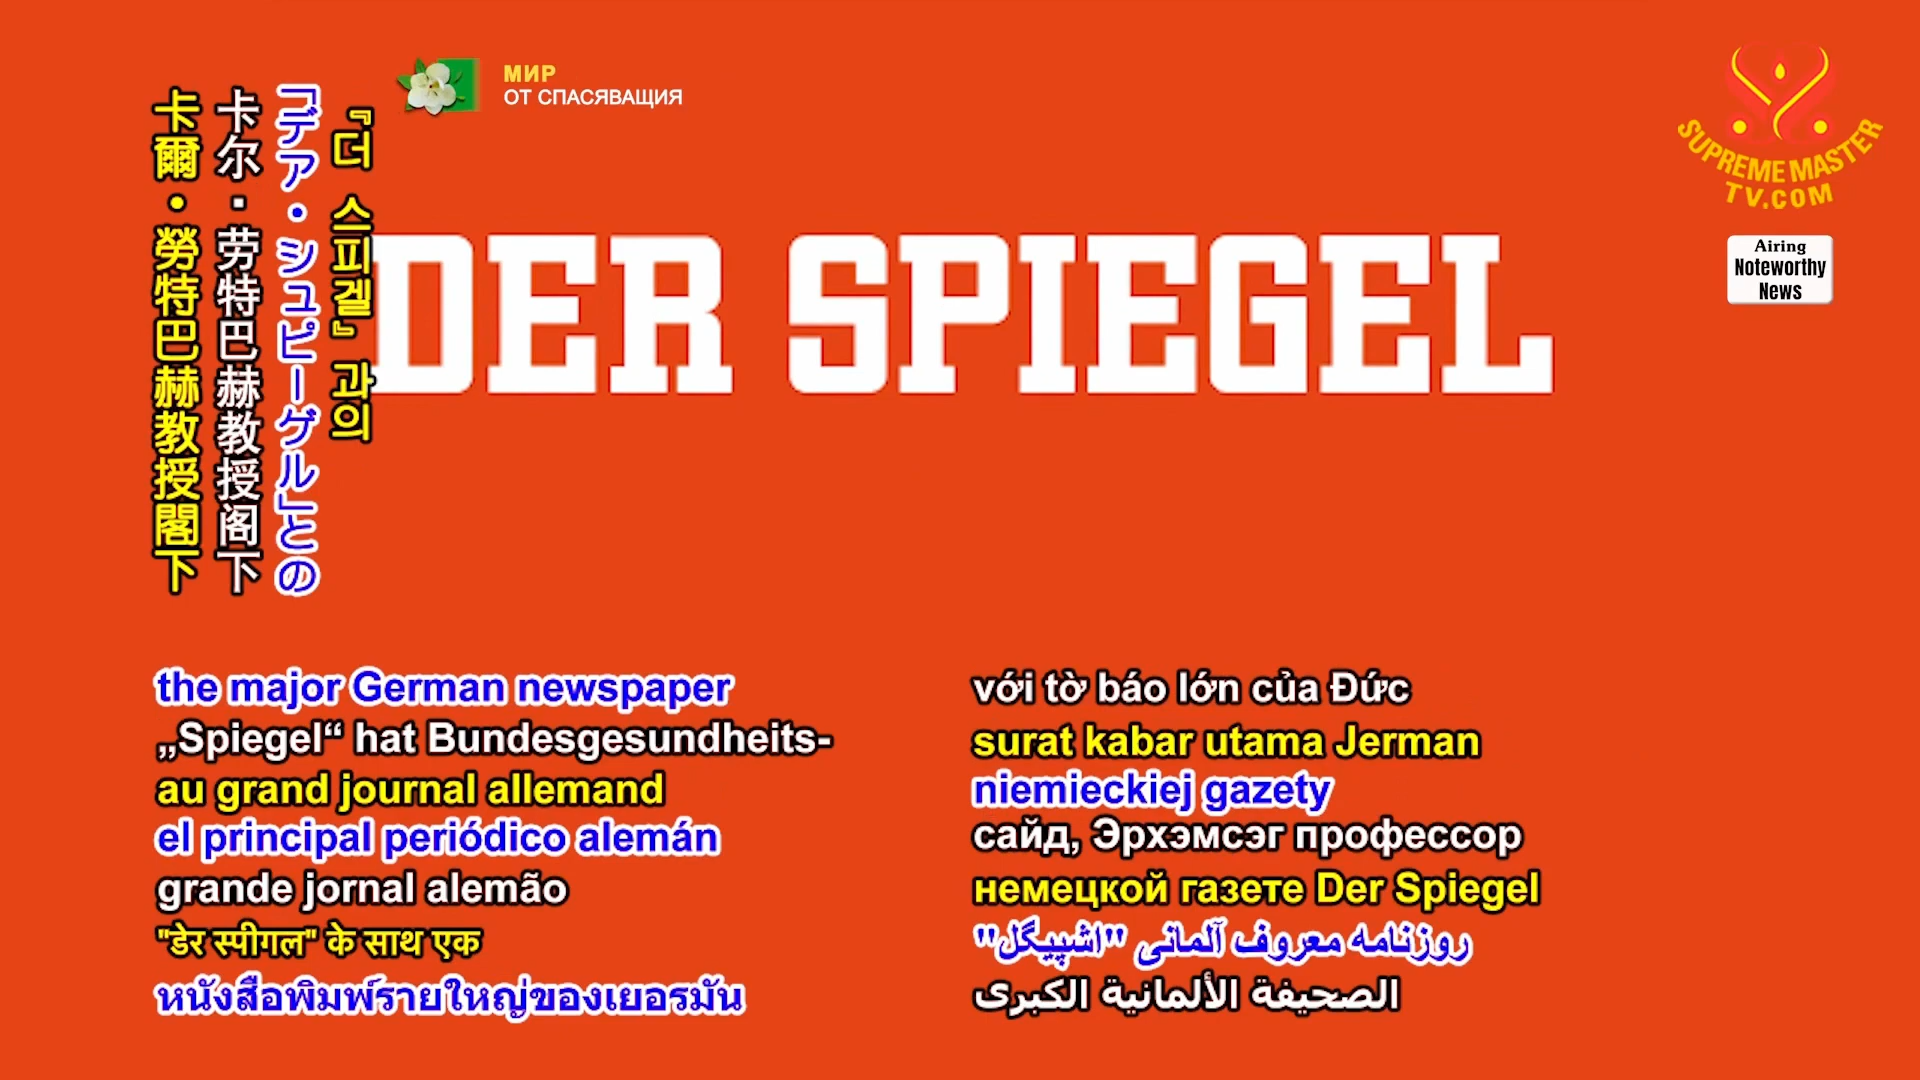 МИР
ОТ СПАСЯВАЩИЯ
SUPREME MASTER
TV.COM
Airing
Noteworthy
News
DER SPIEGEL
卡爾・勞特巴赫教授閣下
卡尔・劳特巴赫教授阁下
「デア・シュピーゲル」との
『더 스피겔』과의
the major German newspaper
„Spiegel“ hat Bundesgesundheits-
au grand journal allemand
el principal periódico alemán
grande jornal alemão
"डेर स्पीगल" के साथ एक
หนังสือพิมพ์รายใหญ่ของเยอรมัน
với tờ báo lớn của Đức
surat kabar utama Jerman
niemieckiej gazety
сайд, Эрхэмсэг профессор
немецкой газете Der Spiegel
روزنامه معروف آلمانی "اشپیگل"
الصحيفة الألمانية الكبرى